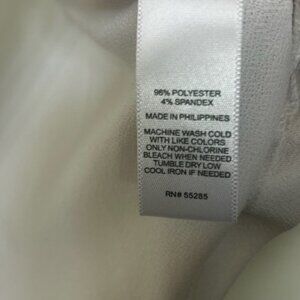 96% POLYESTER
4% SPANDEX
MADE IN PHILIPPINES
MACHINE WASH COLD
WITH LIKE COLORS
ONLY NON-CHLORINE
BLEACH WHEN NEEDED
TUMBLE DRY LOW
COOL IRON IF NEEDED
RN# 55285